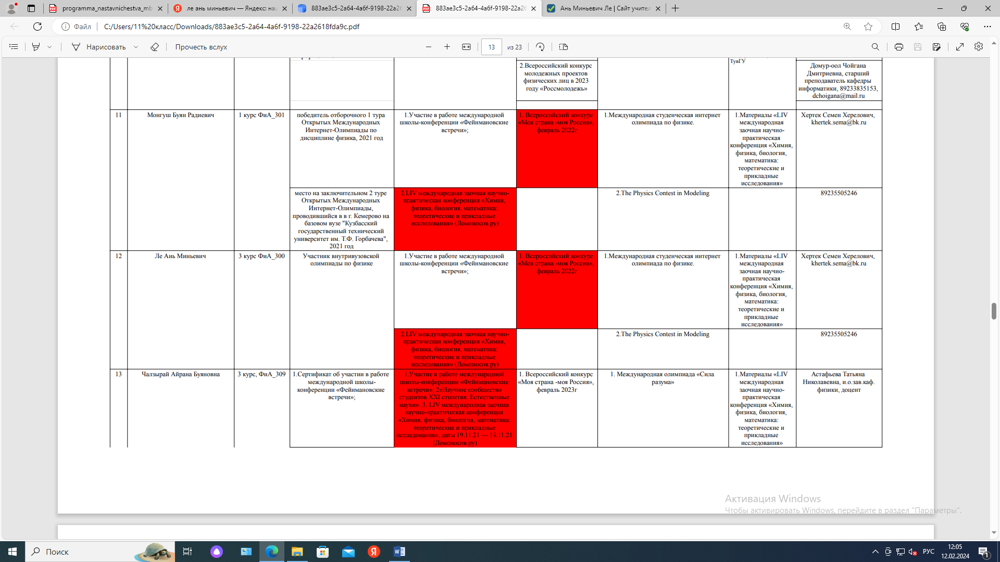 programma_nastavnichestva_mb
ле ань миньевич — Яндекс: наш
883ae3c5-2a64-4a6f-9198-22a26
883ae3c5-2a64-4a6f-9198-22a26
Ань Миньевич Ле | Сайт учител
Файл
C:/Users/11%20класс/Downloads/883ae3c5-2a64-4a6f-9198-22a2618fda9c.pdf
Нарисовать
Прочесть вслух
13 из 23
ТувГУ
2.Всероссийский конкурс
молодежных проектов
физических лиц в 2023
году «Россмолодежь»
Домур-оол Чойгана
Дмитриевна, старший
преподаватель кафедры
информатики, 89233835153,
dchoigana@mail.ru
11
Монгуш Буян Радиевич
1 курс ФиА_301
победитель отборочного 1 тура
Открытых Международных
Интернет-Олимпиады по
дисциплине физика, 2021 год
1.Участие в работе международной
школы-конференции «Фейнмановские
встречи»;
1. Всероссийский конкурс
«Моя страна -моя Россия»,
февраль 2022г
1.Международная студенческая интернет
олимпиада по физике.
1.Материалы «LIV
международная
заочная научно-
практическая
конференция «Химия,
физика, биология,
математика:
теоретические и
прикладные
исследования»
Хертек Семен Херелович,
khertek.sema@bk.ru
место на заключительном 2 туре
Открытых Международных
Интернет-Олимпиады,
проводившийся в в г. Кемерово на
базовом вузе "Кузбасский
государственный технический
университет им. Т.Ф. Горбачева",
2021 год
2.LIV международная заочная научно-
практическая конференция «Химия,
физика, биология, математика:
теоретические и прикладные
исследования» (Ломоносов.ру)
2.The Physics Contest in Modeling
89235505246
12
Ле Ань Миньевич
3 курс ФиА_300
Участник внутривузовской
олимпиады по физике
1.Участие в работе международной
школы-конференции «Фейнмановские
встречи»;
1. Всероссийский конкурс
«Моя страна -моя Россия»,
февраль 2022г
1.Международная студенческая интернет
олимпиада по физике.
1.Материалы «LIV
международная
заочная научно-
практическая
конференция «Химия,
физика, биология,
математика:
теоретические и
прикладные
исследования»
Хертек Семен Херелович,
khertek.sema@bk.ru
2.LIV международная заочная научно-
практическая конференция «Химия,
физика, биология, математика:
теоретические и прикладные
исследования» (Ломоносов.ру)
2.The Physics Contest in Modeling
89235505246
13
Чалзырай Айрана Буяновна
3 курс, ФиА_309
1.Сертификат об участии в работе
международной школы-
конференции «Фейнмановские
встречи»;
1.Участие в работе международной
школы-конференции «Фейнмановские
встречи»; 2«Научное сообщество
студентов XXI столетия. Естественные
науки». 3. LIV международная заочная
научно-практическая конференция
«Химия, физика, биология, математика:
теоретические и прикладные
исследования», даты 19.11.21 — 19.11.21
(Ломоносов.ру)
1. Всероссийский конкурс
«Моя страна -моя Россия»,
февраль 2023г
1. Международная олимпиада «Сила
разума»
1.Материалы «LIV
международная
заочная научно-
практическая
конференция «Химия,
физика, биология,
математика:
теоретические и
прикладные
исследования»
Астафьева Татьяна
Николаевна, и.о.зав.каф.
физики, доцент
Активация Windows
Чтобы активировать Windows, перейдите в раздел "Параметры".
Поиск
РУС
12:05
12.02.2024
1